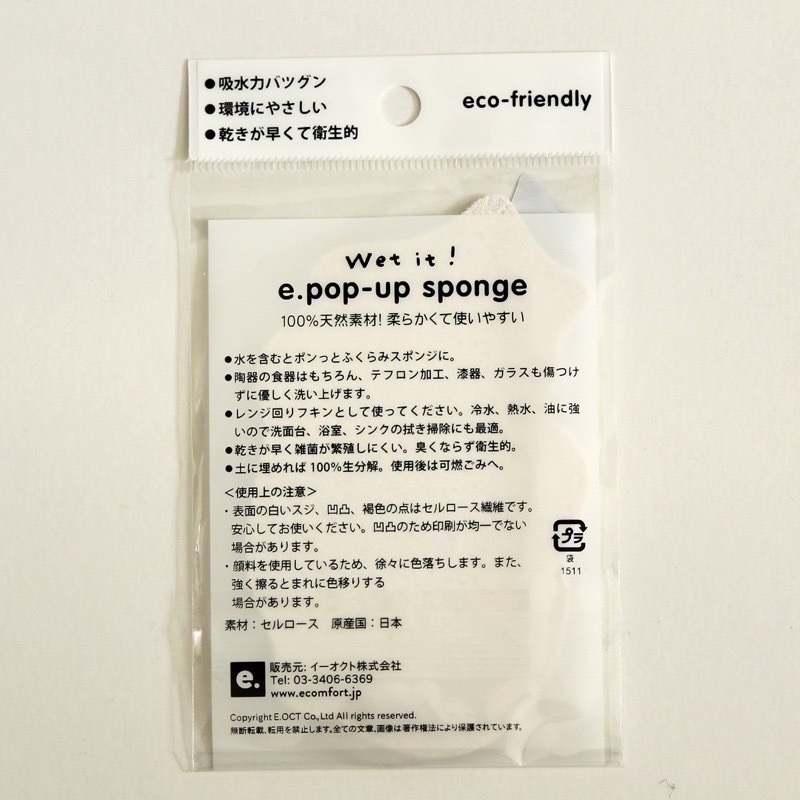 ●吸水力バツグン
●環境にやさしい
●乾きが早くて衛生的
eco-friendly
Wet it!
e.pop-up sponge
100%天然素材! 柔らかくて使いやすい
●水を含むとポンっとふくらみスポンジに。
●陶器の食器はもちろん、テフロン加工、漆器、ガラスも傷つけ
ずに優しく洗い上げます。
●レンジ回りフキンとして使ってください。冷水、熱水、油に強
いので洗面台、浴室、シンクの拭き掃除にも最適。
●乾きが早く雑菌が繁殖しにくい。臭くならず衛生的。
●土に埋めれば 100%生分解。使用後は可燃ごみへ。
＜使用上の注意＞
・表面の白いスジ、凹凸、褐色の点はセルロース繊維です。
安心してお使いください。凹凸のため印刷が均一でない
場合があります。
・顔料を使用しているため、徐々に色落ちします。また、
強く擦るとまれに色移りする
場合があります。
素材：セルロース　原産国：日本
プラ
袋
1511
e.
販売元: イーオクト株式会社
Tel: 03-3406-6369
www.ecomfort.jp
Copyright E.OCT Co.,Ltd All rights reserved.
無断転載、転用を禁止します。全ての文章、画像は著作権法により保護されています。